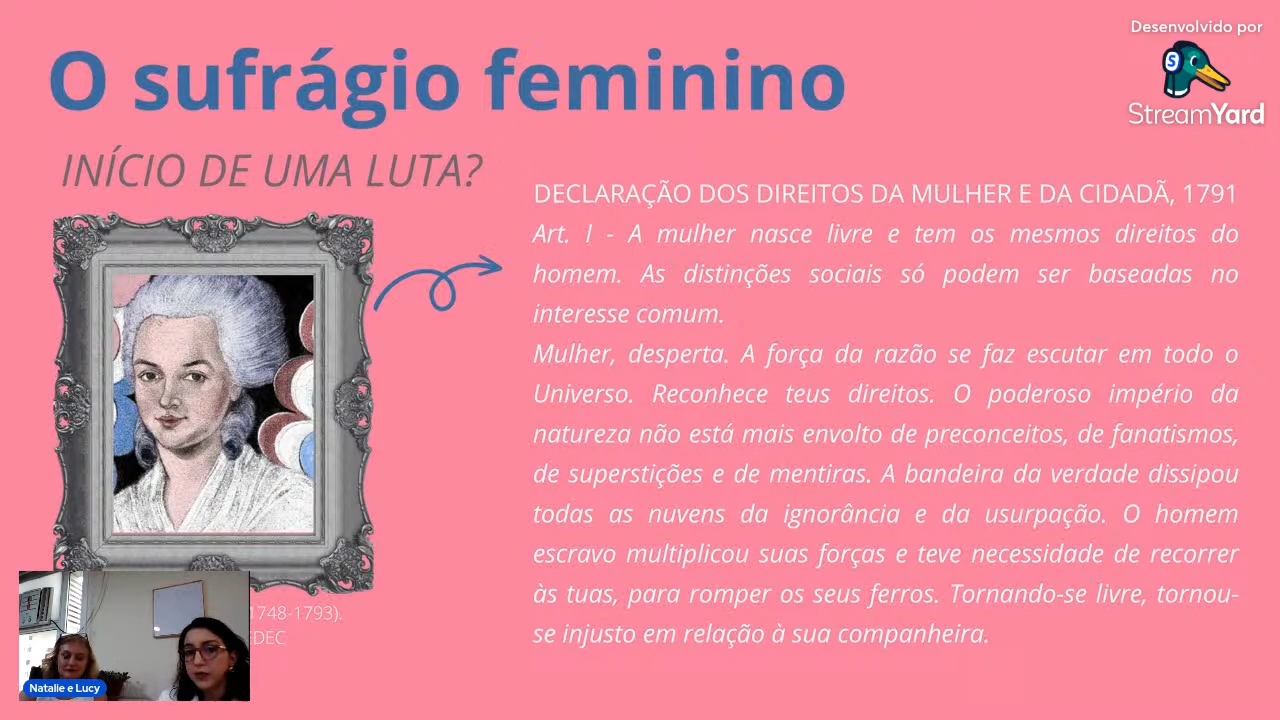 Desenvolvido por
StreamYard
O sufrágio feminino
INÍCIO DE UMA LUTA?
DECLARAÇÃO DOS DIREITOS DA MULHER E DA CIDADÃ, 1791
Art. I - A mulher nasce livre e tem os mesmos direitos do
homem. As distinções sociais só podem ser baseadas no
interesse comum.
Mulher, desperta. A força da razão se faz escutar em todo o
Universo. Reconhece teus direitos. O poderoso império da
natureza não está mais envolto de preconceitos, de fanatismos,
de superstições e de mentiras. A bandeira da verdade dissipou
todas as nuvens da ignorância e da usurpação. O homem
escravo multiplicou suas forças e teve necessidade de recorrer
às tuas, para romper os seus ferros. Tornando-se livre, tornou-
se injusto em relação à sua companheira.
1748-1793).
Natalie e Lucy